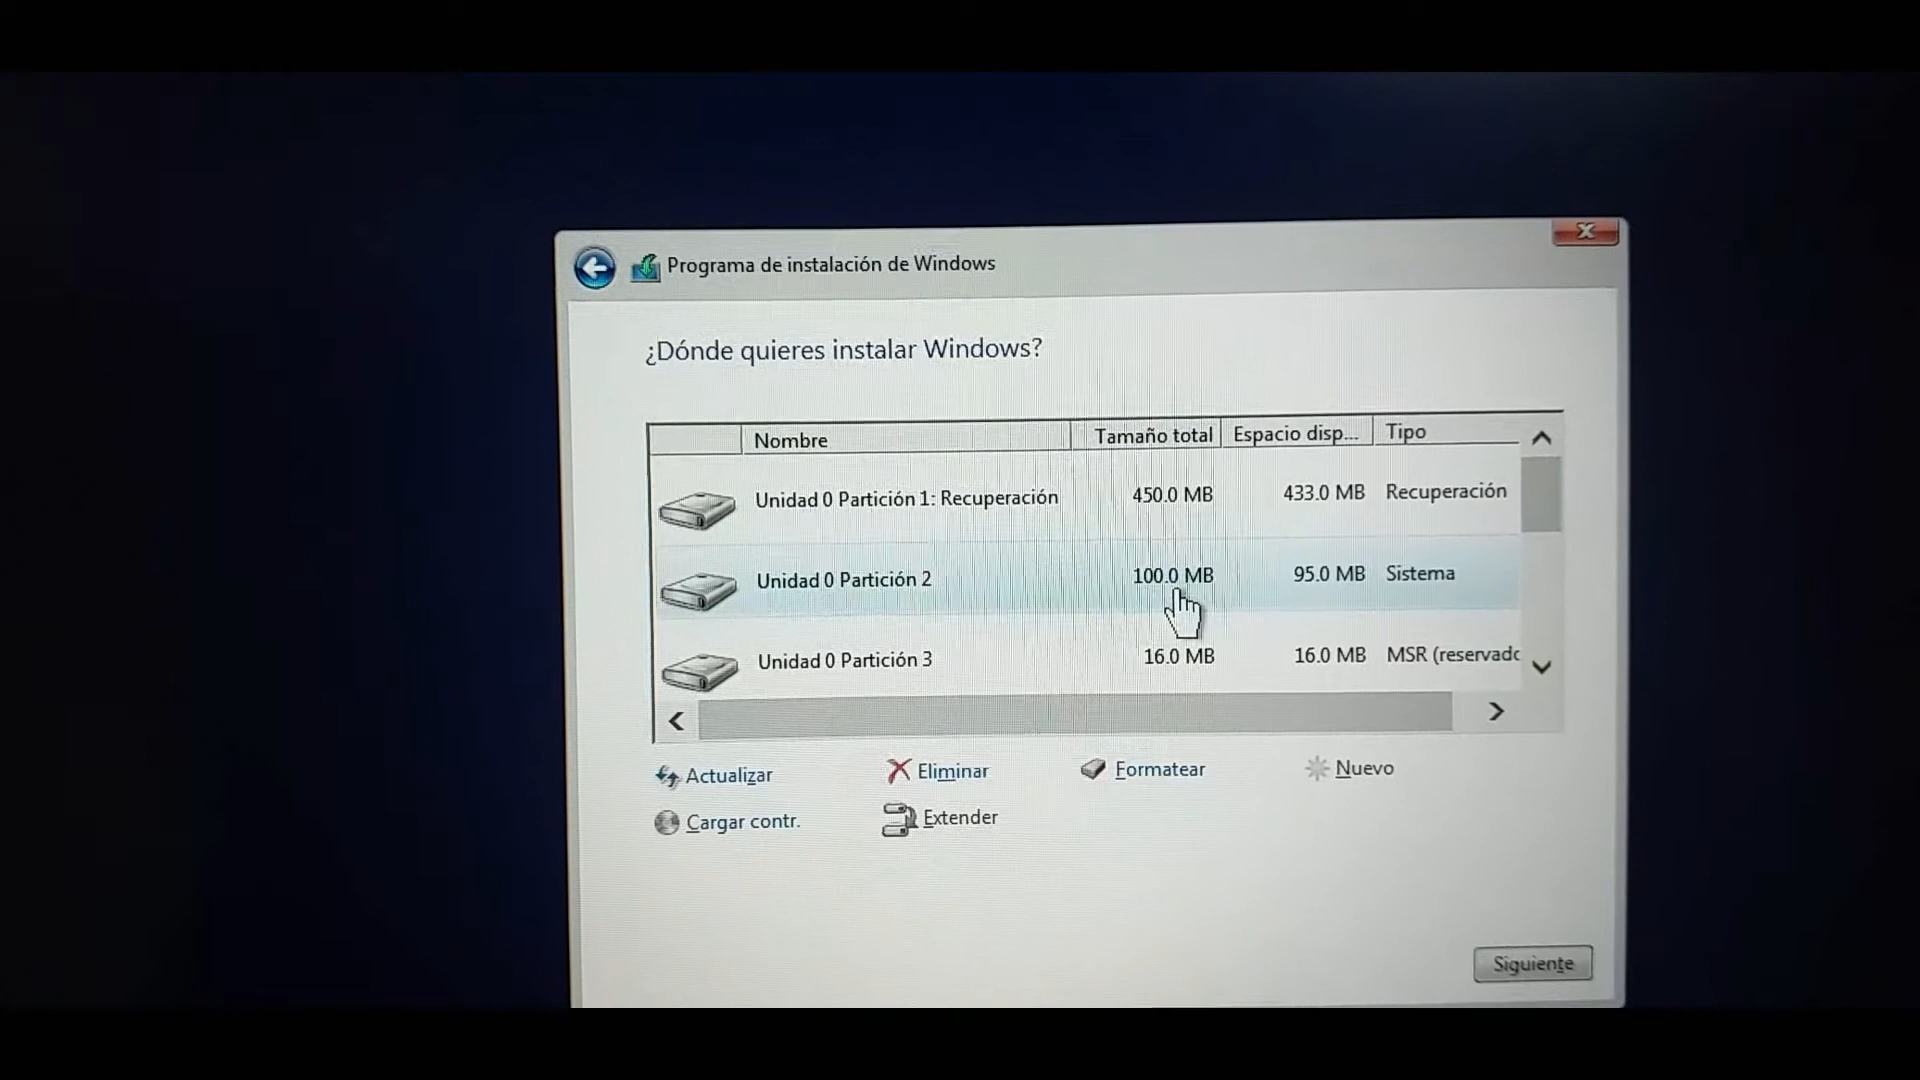 Programa de instalación de Windows
¿Dónde quieres instalar Windows?
Nombre Tamaño total Espacio disp... Tipo
Unidad 0 Partición 1: Recuperación 450.0 MB 433.0 MB Recuperación
Unidad 0 Partición 2 100.0 MB 95.0 MB Sistema
Unidad 0 Partición 3 16.0 MB 16.0 MB MSR (reservado
Actualizar Eliminar Formatear Nuevo
Cargar contr. Extender
Siguiente